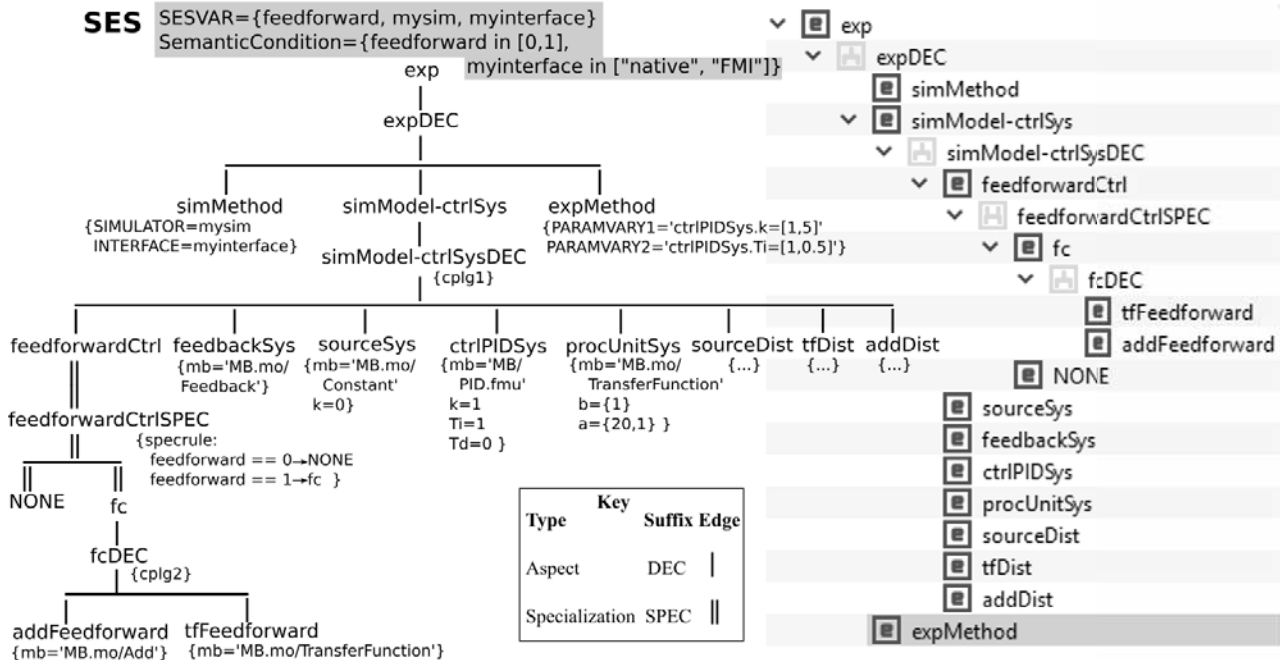 SES
SESVAR={feedforward, mysim, myinterface}
SemanticCondition={feedforward in [0,1],
myinterface in ["native", "FMI"]}
exp
expDEC
simMethod
{SIMULATOR=mysim
INTERFACE=myinterface}
simModel-ctrlSys
simModel-ctrlSysDEC
{cplg1}
expMethod
{PARAMVARY1='ctrlPIDSys.k=[1,5]'
PARAMVARY2='ctrlPIDSys.Ti=[1,0.5]'}
feedforwardCtrl
feedbackSys
{mb='MB.mo/
Feedback'}
sourceSys
{mb='MB.mo/
Constant'
k=0}
ctrlPIDSys
{mb='MB/
PID.fmu'
k=1
Ti=1
Td=0 }
procUnitSys
{mb='MB.mo/
TransferFunction'
b={1}
a={20,1} }
sourceDist
{...}
tfDist
{...}
addDist
{...}
feedforwardCtrlSPEC
{specrule:
feedforward == 0→NONE
feedforward == 1→fc }
NONE
fc
fcDEC
{cplg2}
addFeedforward
{mb='MB.mo/Add'}
tfFeedforward
{mb='MB.mo/TransferFunction'}
Key
Type Suffix Edge
Aspect DEC
Specialization SPEC
exp
expDEC
simMethod
simModel-ctrlSys
simModel-ctrlSysDEC
feedforwardCtrl
feedforwardCtrlSPEC
fc
fcDEC
tfFeedforward
addFeedforward
NONE
sourceSys
feedbackSys
ctrlPIDSys
procUnitSys
sourceDist
tfDist
addDist
expMethod